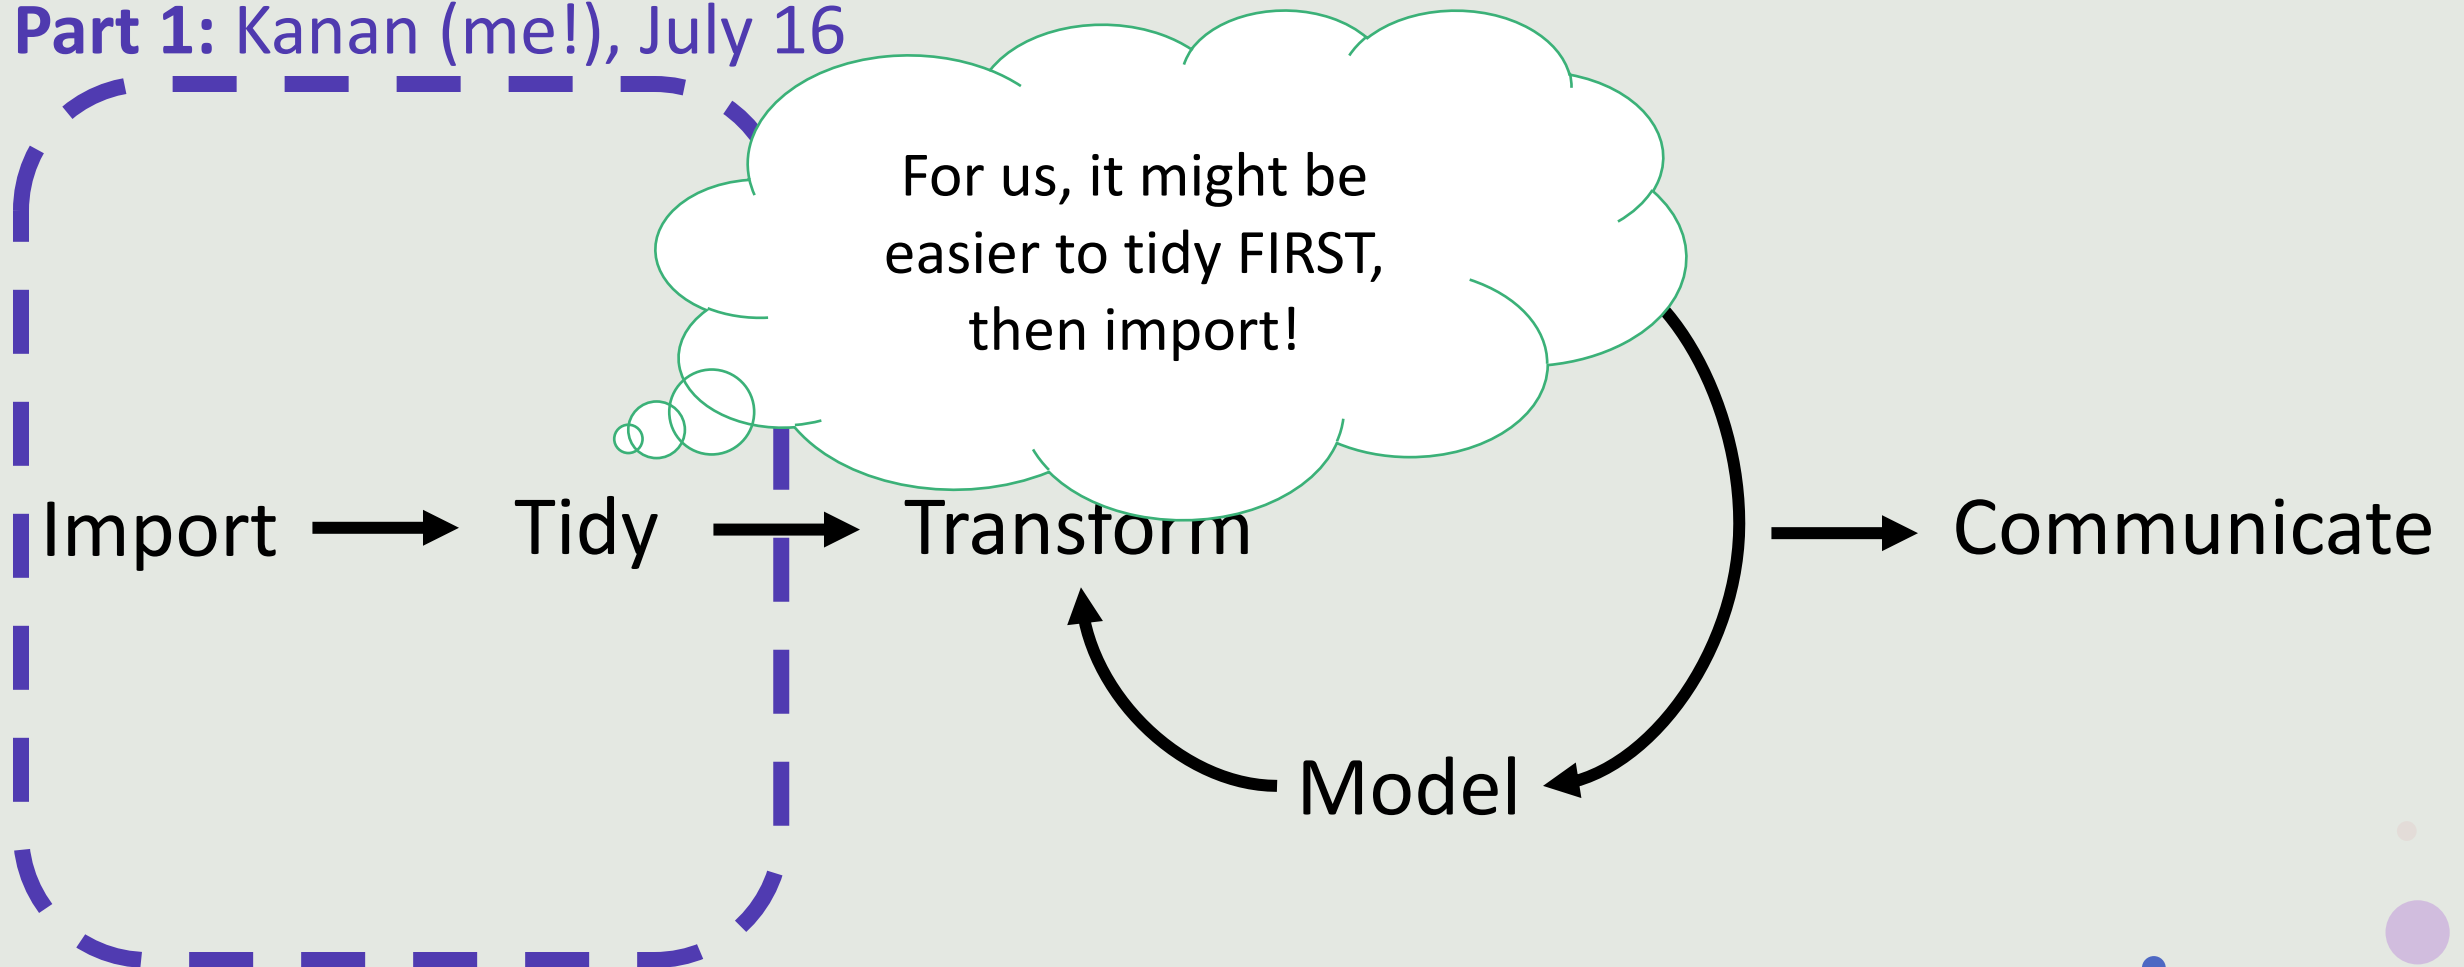 Part 1: Kanan (me!), July 16
For us, it might be
easier to tidy FIRST,
then import!
Import
Tidy
Transform
Communicate
Model